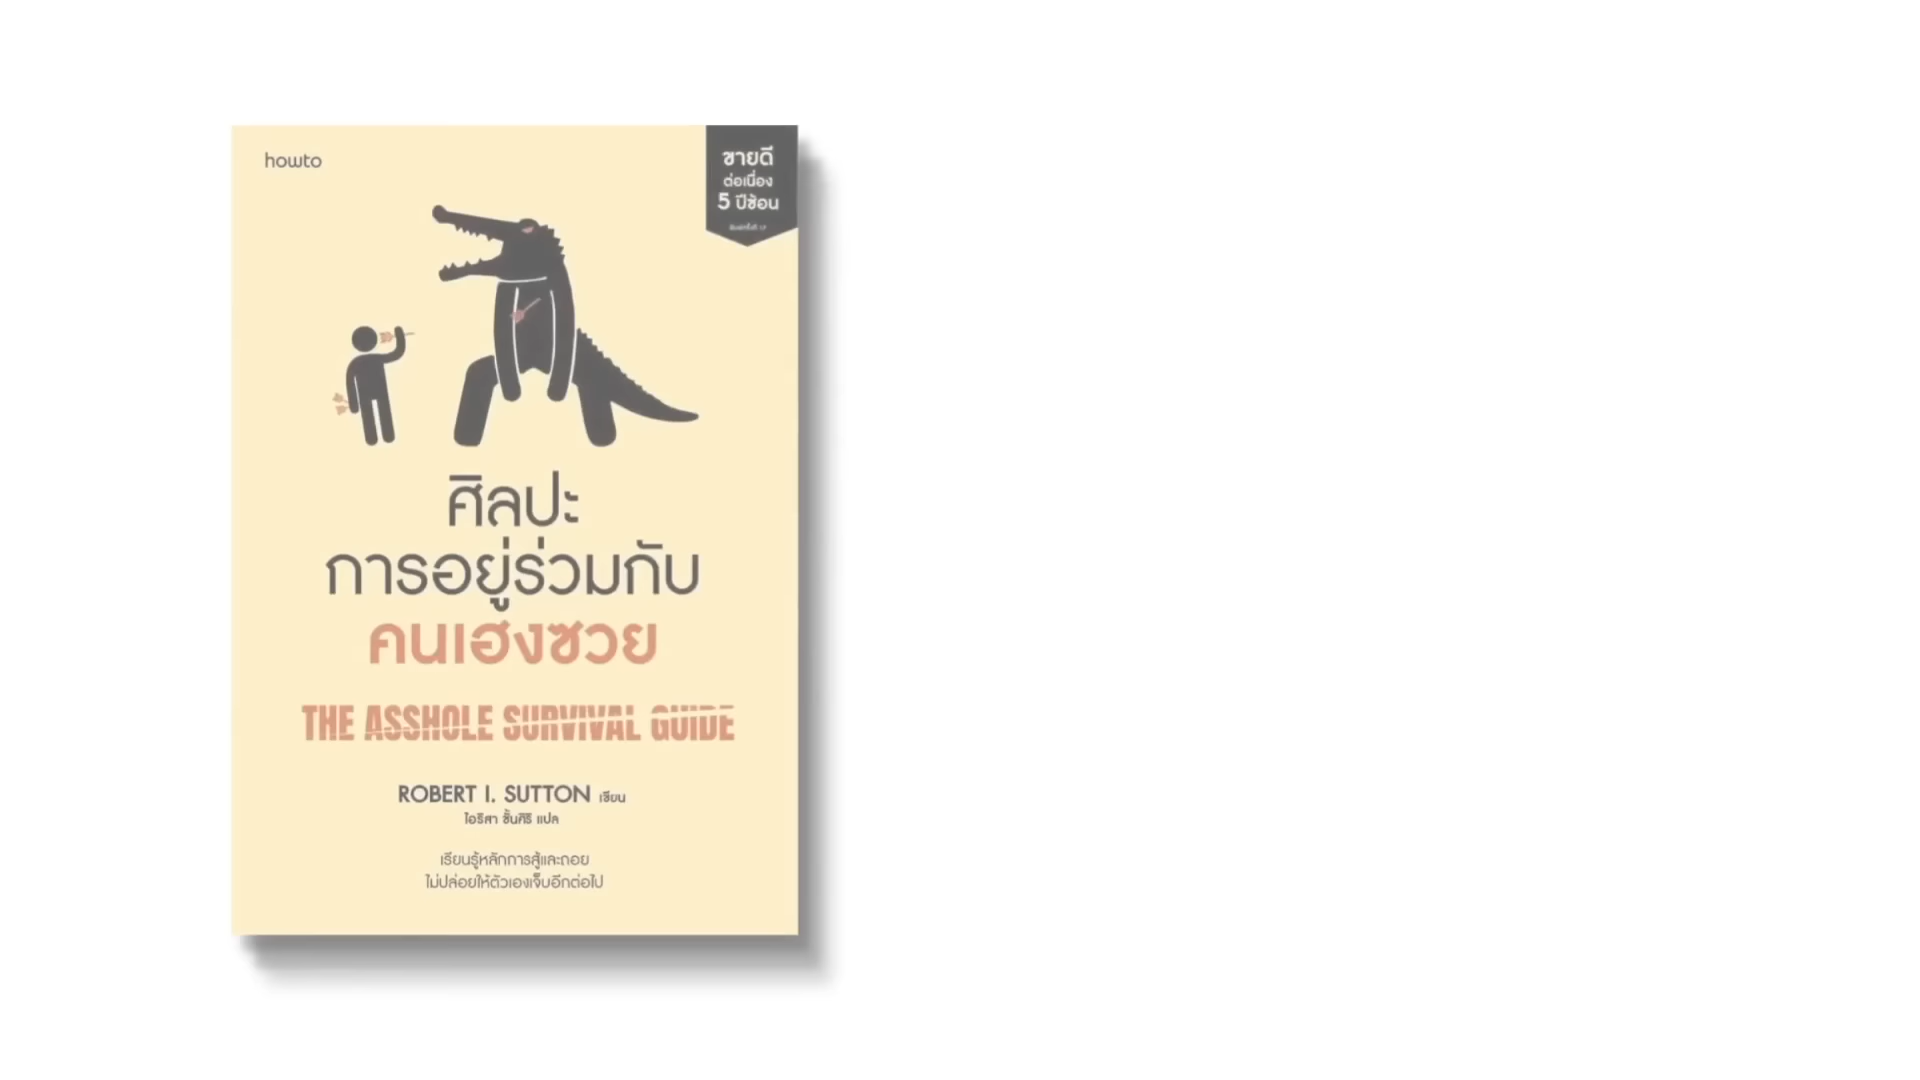 howto
ขายดี
ต่อเนื่อง
5 ปีซ้อน
ศิลปะ
การอยู่ร่วมกับ
คนเฮงซวย
THE ASSHOLE SURVIVAL GUIDE
ROBERT I. SUTTON เขียน
ไอริสา ชั้นศิริ แปล
เรียนรู้หลักการสู้และถอย
ไม่ปล่อยให้ตัวเองเจ็บอีกต่อไป